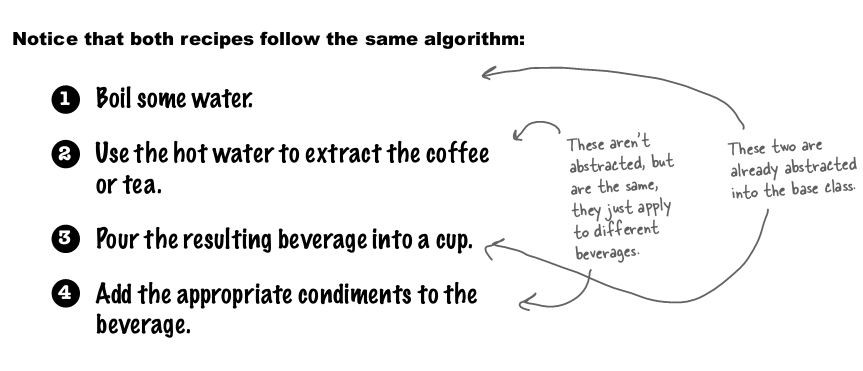 Notice that both recipes follow the same algorithm:
1 Boil some water.
2 Use the hot water to extract the coffee
or tea.
3 Pour the resulting beverage into a cup.
4 Add the appropriate condiments to the
beverage.
These aren't
abstracted, but
are the same,
they just apply
to different
beverages.
These two are
already abstracted
into the base class.